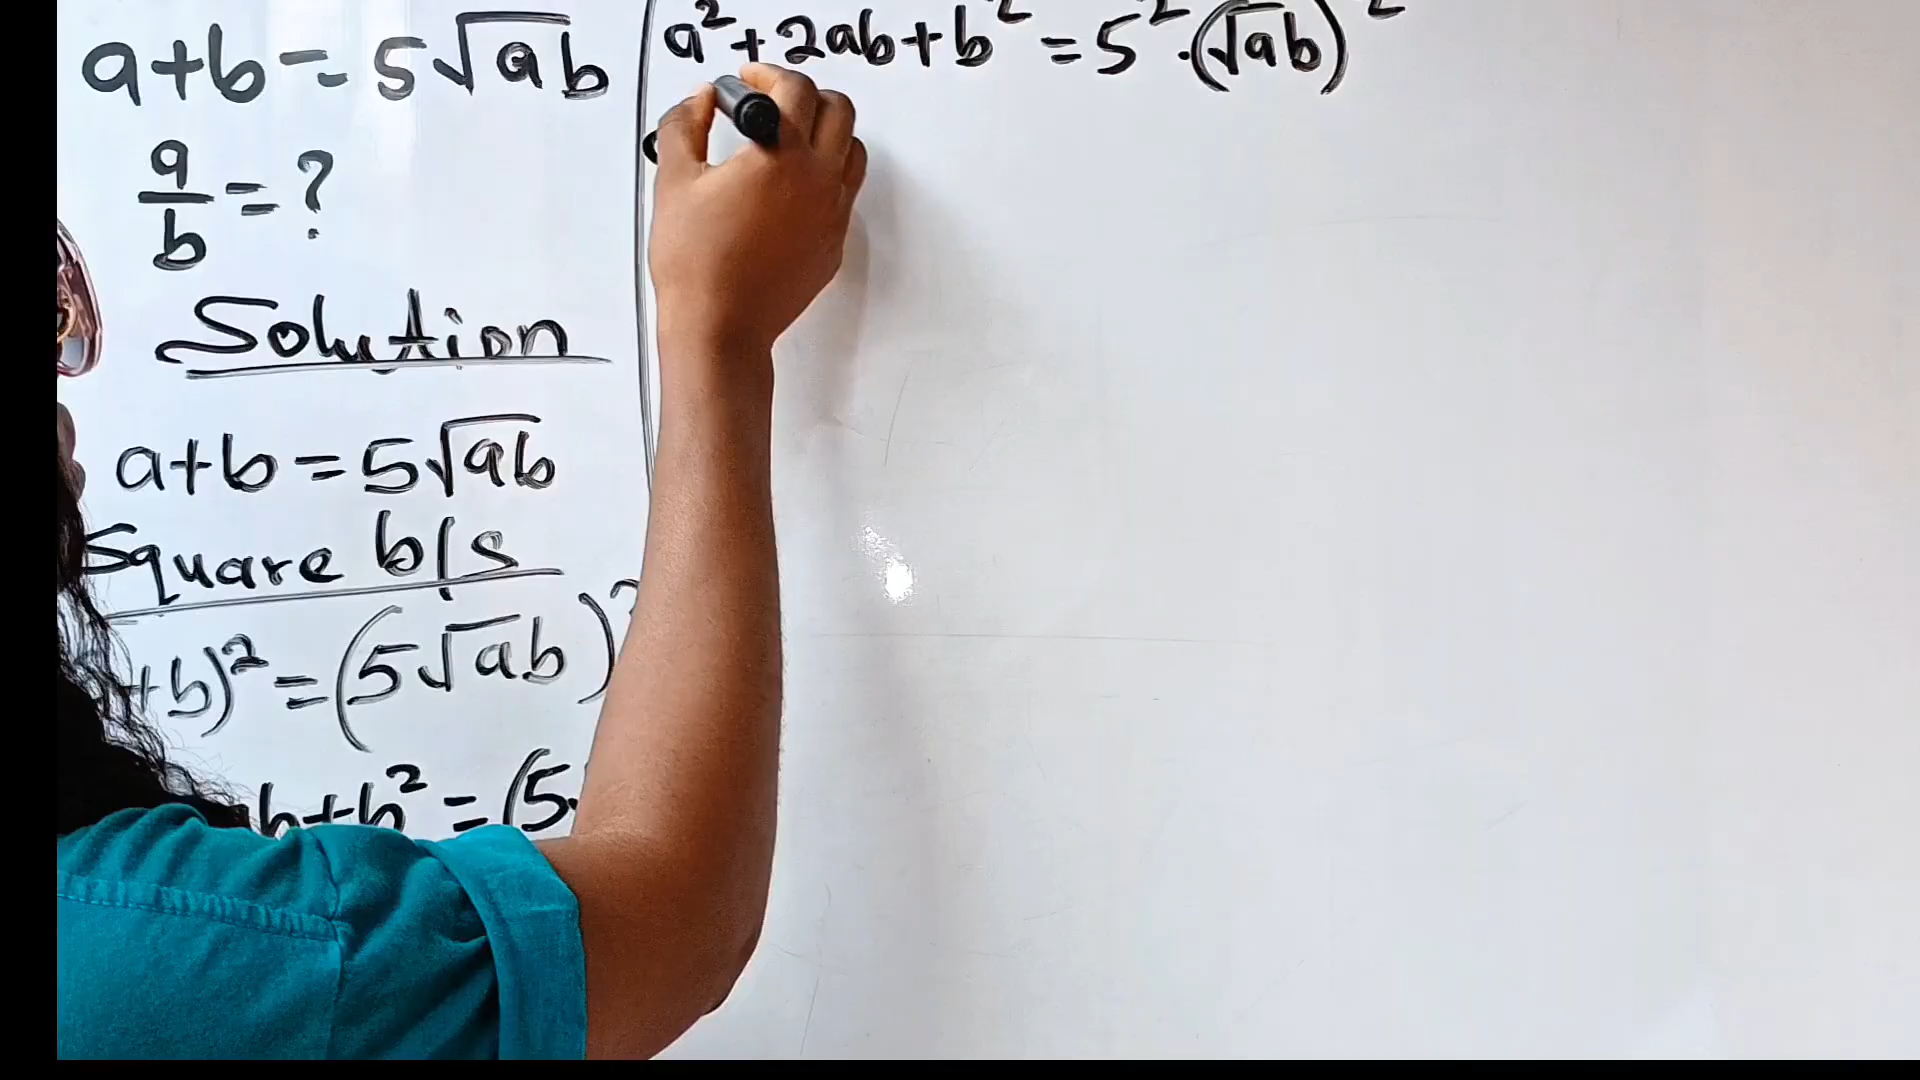 a+b = 5√ab
a/b = ?
Solution
a+b = 5√ab
Square b/s
+b)² = (5√ab)²
b+b² = (5.
a²+2ab+b² = 5².(√ab)²